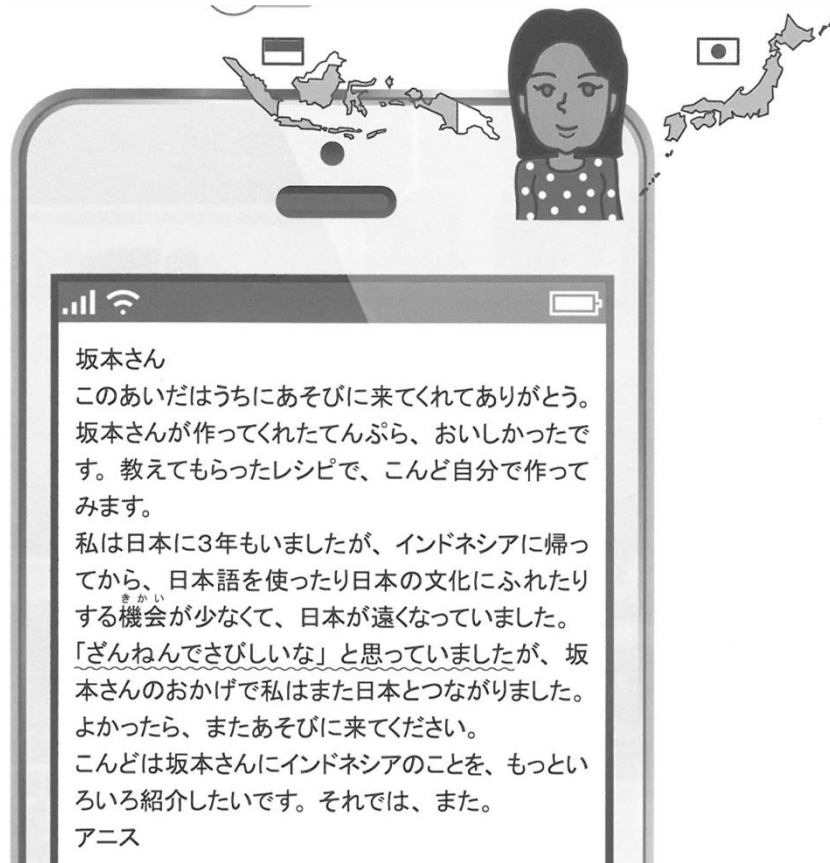 坂本さん
このあいだはうちにあそびに来てくれてありがとう。
坂本さんが作ってくれたてんぷら、おいしかったで
す。教えてもらったレシピで、こんど自分で作って
みます。
私は日本に3年もいましたが、インドネシアに帰っ
てから、日本語を使ったり日本の文化にふれたり
きかい
する機会が少なくて、日本が遠くなっていました。
「ざんねんでさびしいな」と思っていましたが、坂
本さんのおかげで私はまた日本とつながりました。
よかったら、またあそびに来てください。
こんどは坂本さんにインドネシアのことを、もっとい
ろいろ紹介したいです。それでは、また。
アニス